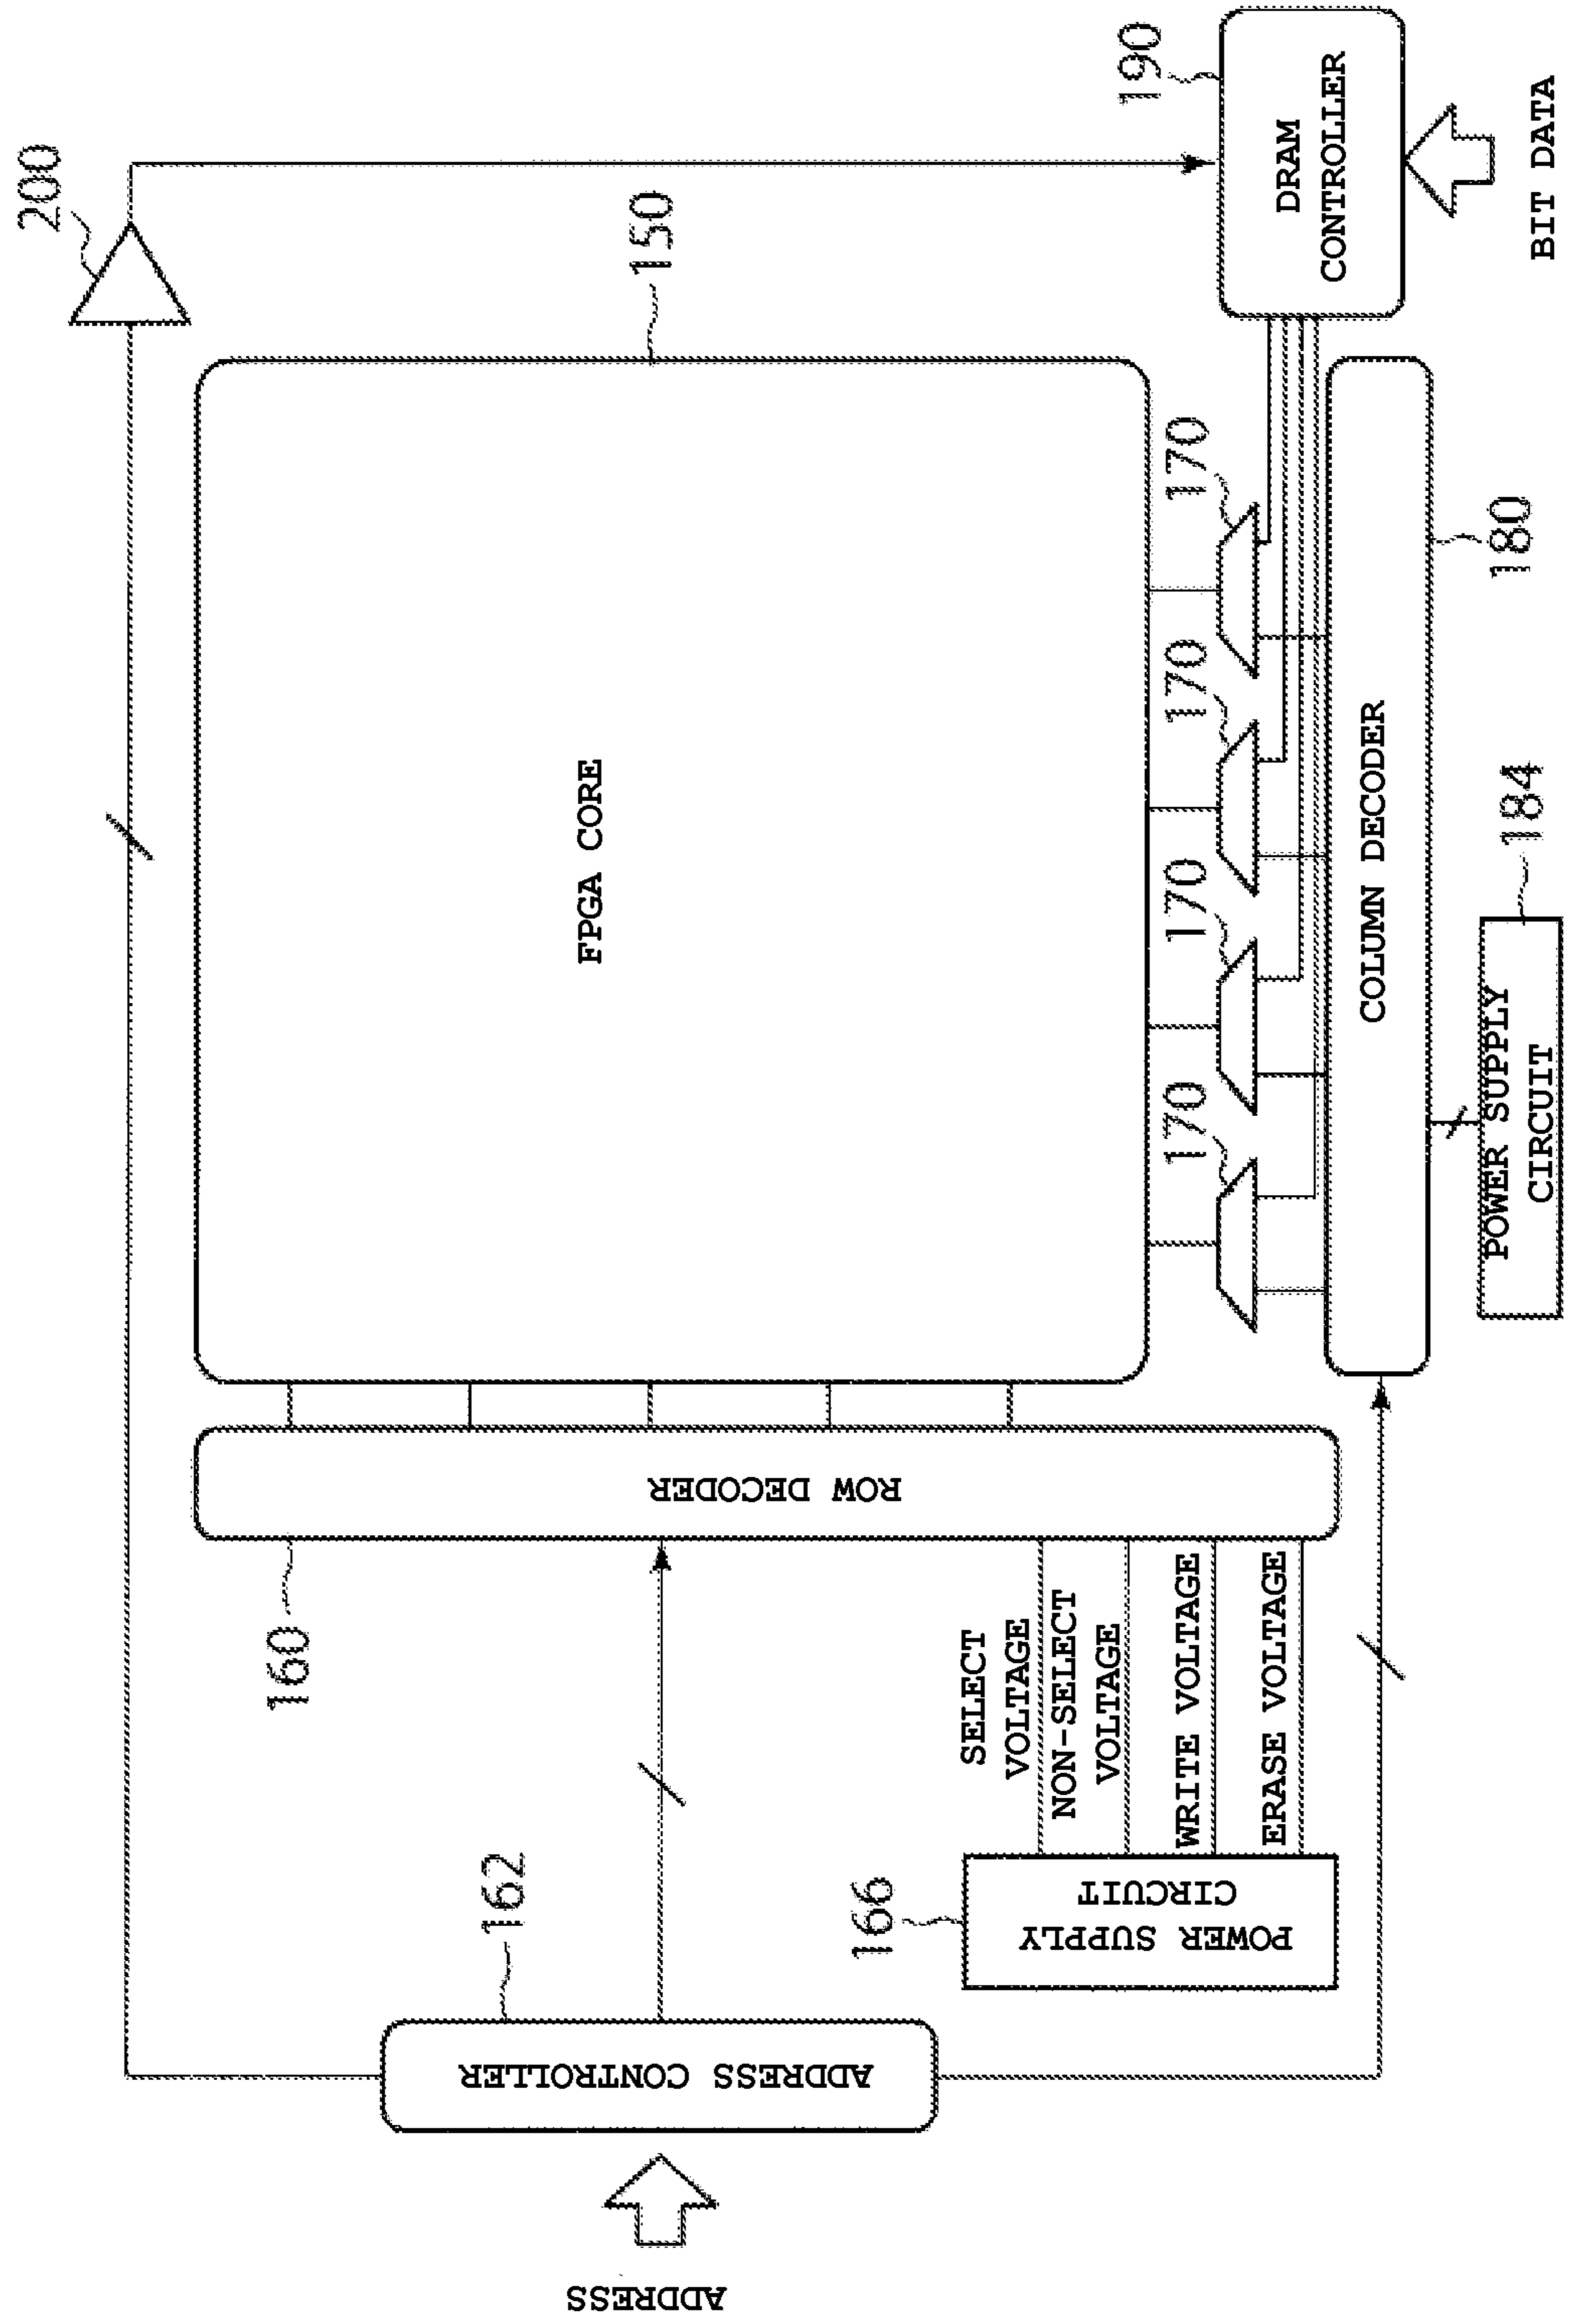 200
150
190
DRAM
CONTROLLER
BIT DATA
FPGA CORE
170
170
170
170
COLUMN DECODER
180
184
POWER SUPPLY
CIRCUIT
ROW DECODER
160
SELECT
VOLTAGE
NON-SELECT
VOLTAGE
WRITE VOLTAGE
ERASE VOLTAGE
162
166
POWER SUPPLY
CIRCUIT
ADDRESS CONTROLLER
ADDRESS